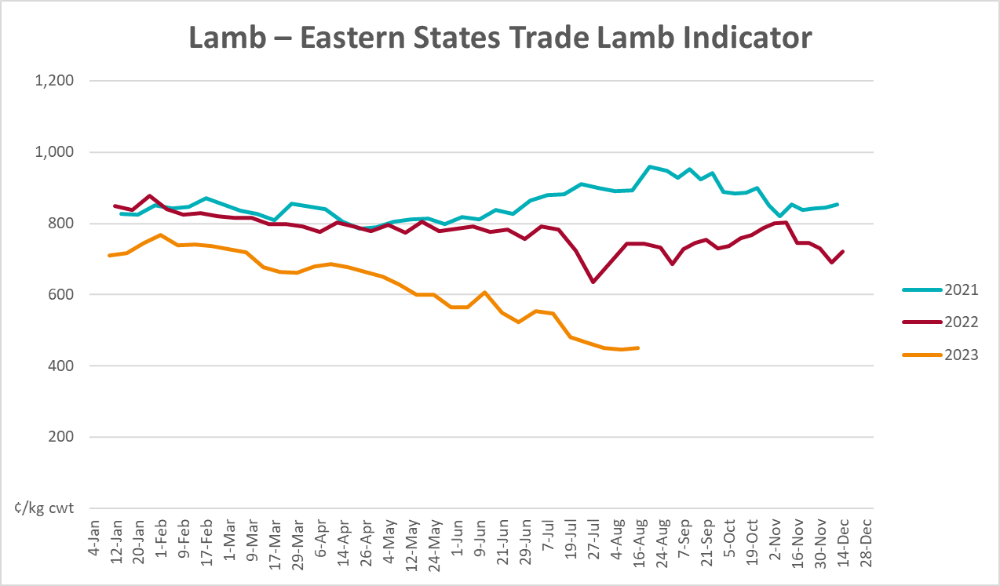 Lamb – Eastern States Trade Lamb Indicator
1,200
1,000
800
600
400
200
¢/kg cwt
4-Jan
12-Jan
20-Jan
1-Feb
9-Feb
17-Feb
1-Mar
9-Mar
17-Mar
29-Mar
6-Apr
14-Apr
26-Apr
4-May
12-May
24-May
1-Jun
9-Jun
21-Jun
29-Jun
7-Jul
19-Jul
27-Jul
4-Aug
16-Aug
24-Aug
7-Sep
21-Sep
5-Oct
19-Oct
2-Nov
16-Nov
30-Nov
14-Dec
28-Dec
2021
2022
2023